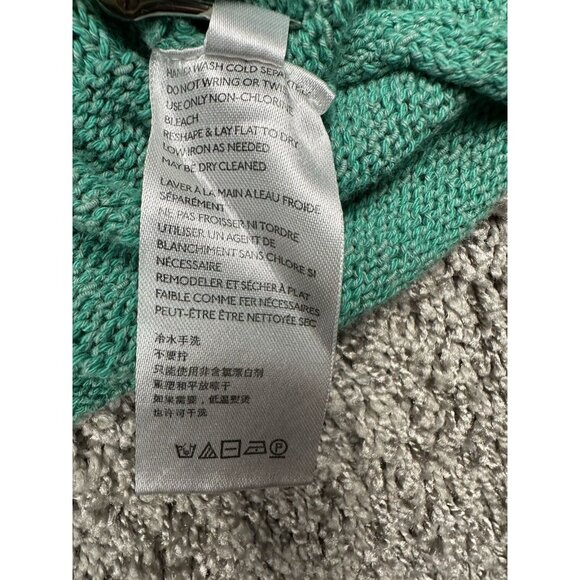 HAND WASH COLD SEPARATELY
DO NOT WRING OR TWIST
USE ONLY NON-CHLORINE
BLEACH
RESHAPE & LAY FLAT TO DRY
LOW IRON AS NEEDED
MAY BE DRY CLEANED
LAVER À LA MAIN À L EAU FROIDE
SÉPARÉMENT
NE PAS FROISSER NI TORDRE
UTILISER UN AGENT DE
BLANCHIMENT SANS CHLORE SI
NÉCESSAIRE
REMODELER ET SÉCHER À PLAT
FAIBLE COMME FER NÉCESSAIRES
PEUT-ÊTRE ÊTRE NETTOYÉE SEC
冷水手洗
不要拧
只能使用非含氯漂白剂
重理和平放晾干
如果需要,低温熨烫
也许可干洗